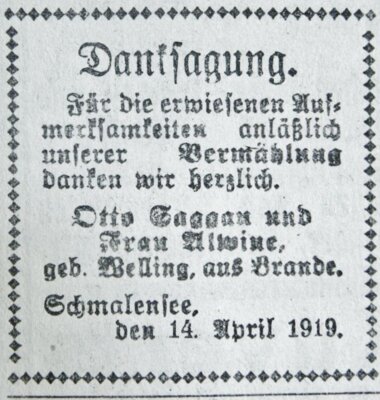 Danksagung.
Für die erwiesenen Auf-
merksamkeiten anläßlich
unserer Vermählung
danken wir herzlich.
Otto Saggau und
Frau Alwine,
geb. Welling, aus Brande.
Schmalensee,
den 14. April 1919.